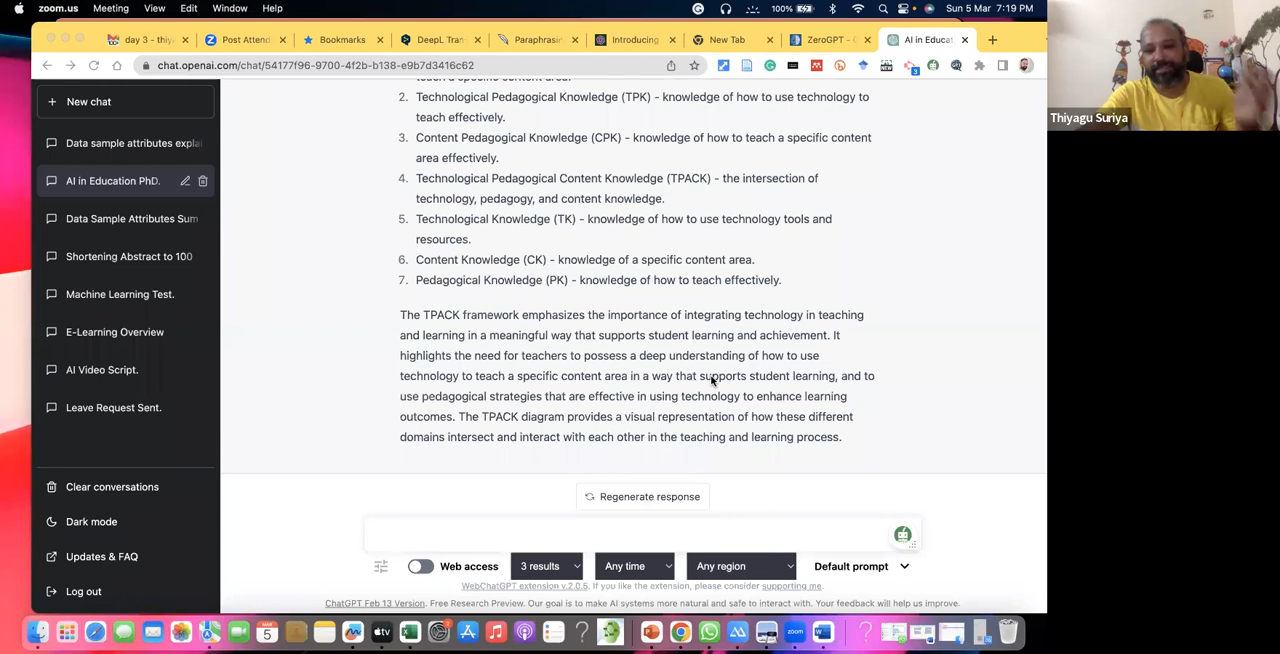 zoom.us Meeting View Edit Window Help 100% Sun 5 Mar 7:19 PM
day 3 - thiy Post Attend Bookmarks DeepL Tran Paraphrasin Introducing New Tab ZeroGPT - C AI in Educat
chat.openai.com/chat/54177f96-9700-4f2b-b138-e9b7d3416c62
New chat
Data sample attributes explai
AI in Education PhD.
Data Sample Attributes Sum
Shortening Abstract to 100
Machine Learning Test.
E-Learning Overview
AI Video Script.
Leave Request Sent.
Clear conversations
Dark mode
Updates & FAQ
Log out
teach a specific content area.
2. Technological Pedagogical Knowledge (TPK) - knowledge of how to use technology to
teach effectively.
3. Content Pedagogical Knowledge (CPK) - knowledge of how to teach a specific content
area effectively.
4. Technological Pedagogical Content Knowledge (TPACK) - the intersection of
technology, pedagogy, and content knowledge.
5. Technological Knowledge (TK) - knowledge of how to use technology tools and
resources.
6. Content Knowledge (CK) - knowledge of a specific content area.
7. Pedagogical Knowledge (PK) - knowledge of how to teach effectively.
The TPACK framework emphasizes the importance of integrating technology in teaching
and learning in a meaningful way that supports student learning and achievement. It
highlights the need for teachers to possess a deep understanding of how to use
technology to teach a specific content area in a way that supports student learning, and to
use pedagogical strategies that are effective in using technology to enhance learning
outcomes. The TPACK diagram provides a visual representation of how these different
domains intersect and interact with each other in the teaching and learning process.
Regenerate response
Web access 3 results Any time Any region Default prompt
WebChatGPT extension v.2.0.5. If you like the extension, please consider supporting me.
ChatGPT Feb 13 Version. Free Research Preview. Our goal is to make AI systems more natural and safe to interact with. Your feedback will help us improve.
Thiyagu Suriya